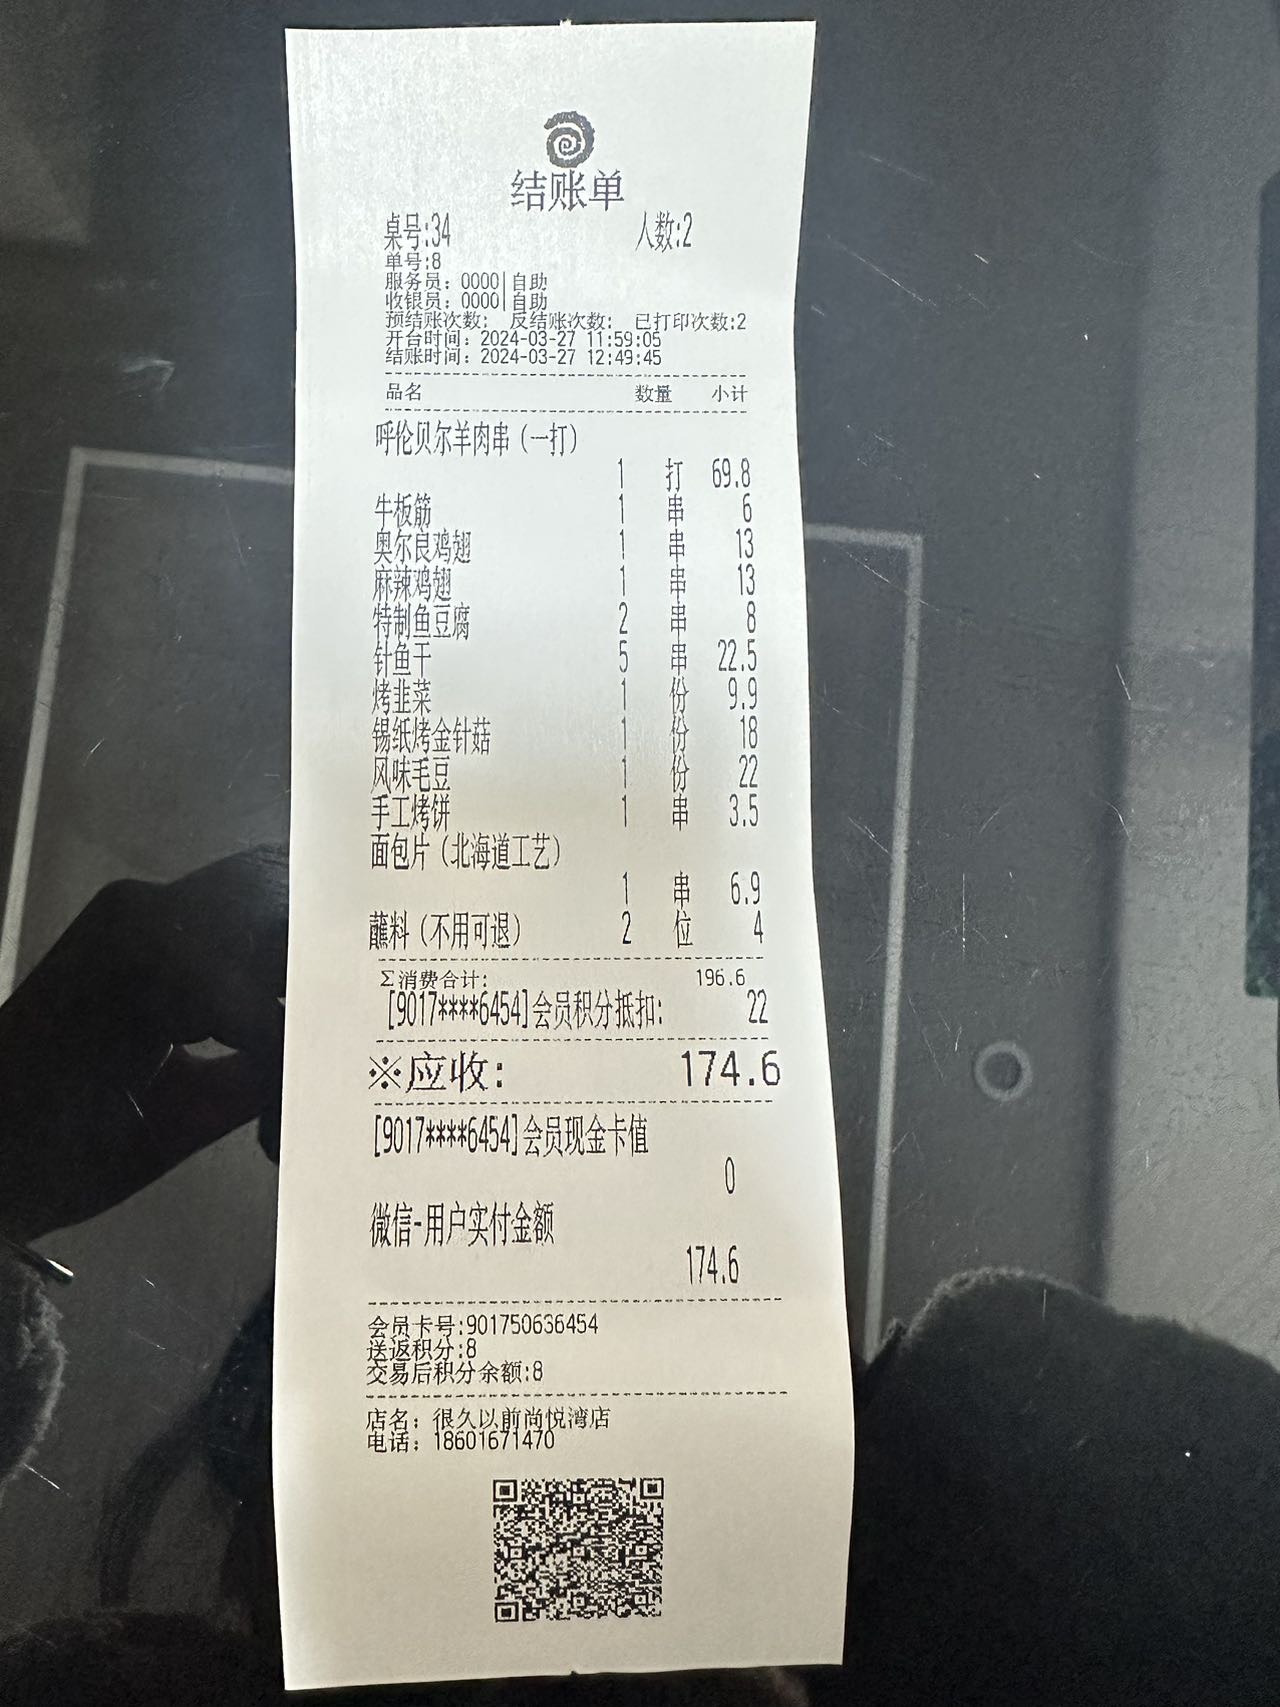 结账单
桌号:34 人数:2
单号:8
服务员: 0000|自助
收银员: 0000|自助
预结账次数: 反结账次数: 已打印次数:2
开台时间: 2024-03-27 11:59:05
结账时间: 2024-03-27 12:49:45
品名 数量 小计
呼伦贝尔羊肉串(一打)
1 打 69.8
牛板筋 1 串 6
奥尔良鸡翅 1 串 13
麻辣鸡翅 1 串 13
特制鱼豆腐 2 串 8
针鱼干 5 串 22.5
烤韭菜 1 份 9.9
锡纸烤金针菇 1 份 18
风味毛豆 1 份 22
手工烤饼 1 串 3.5
面包片(北海道工艺)
1 串 6.9
蘸料(不用可退) 2 位 4
Σ消费合计: 196.6
[9017****6454]会员积分抵扣: 22
※应收: 174.6
[9017****6454]会员现金卡值
0
微信-用户实付金额
174.6
会员卡号:901750636454
送返积分:8
交易后积分余额:8
店名: 很久以前尚悦湾店
电话: 18601671470